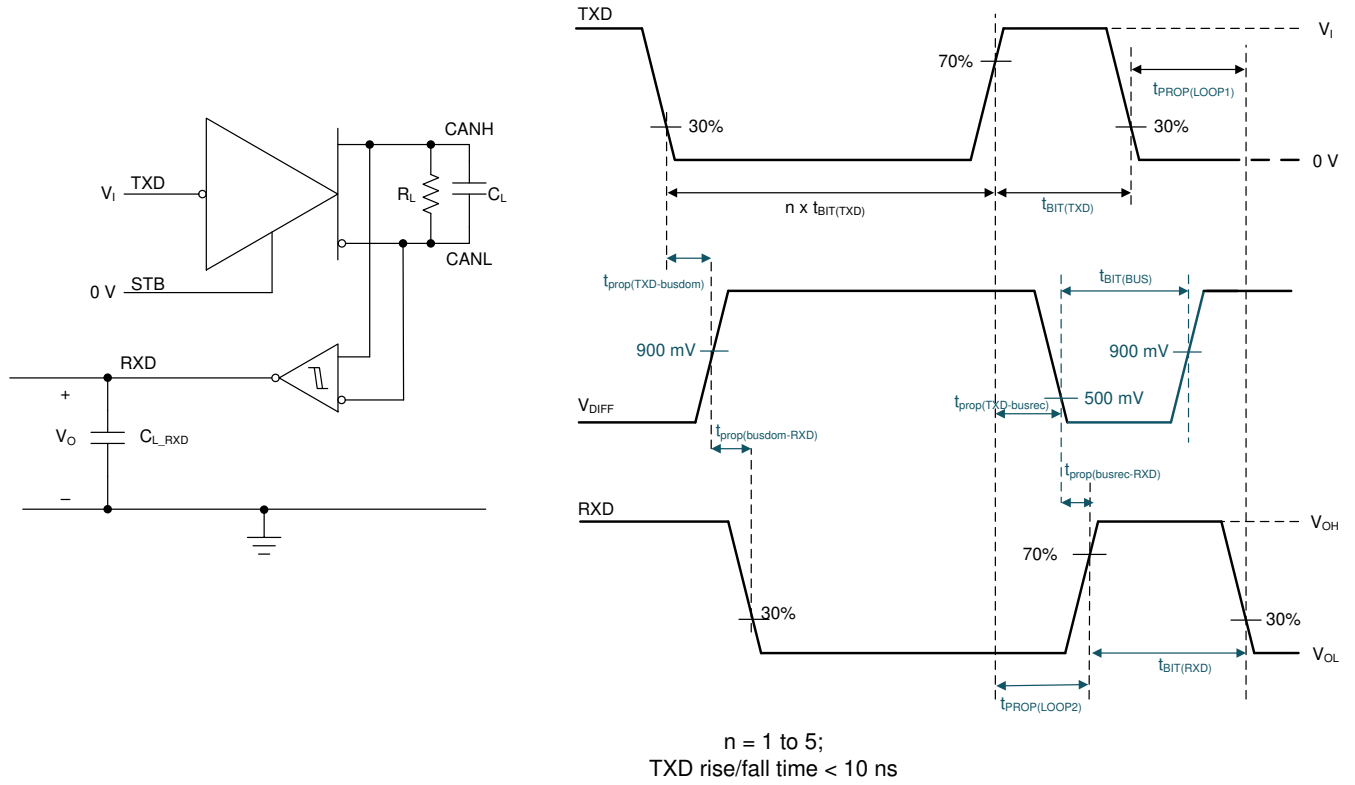 CANH
V_I
TXD
R_L
C_L
CANL
0 V
STB
RXD
+
V_O
C_L_RXD
–
TXD
V_I
70%
t_PROP(LOOP1)
30%
30%
0 V
n x t_BIT(TXD)
t_BIT(TXD)
t_prop(TXD-busdom)
t_BIT(BUS)
900 mV
900 mV
500 mV
V_DIFF
t_prop(TXD-busrec)
t_prop(busdom-RXD)
t_prop(busrec-RXD)
RXD
V_OH
70%
30%
30%
V_OL
t_BIT(RXD)
t_PROP(LOOP2)
n = 1 to 5;
TXD rise/fall time < 10 ns